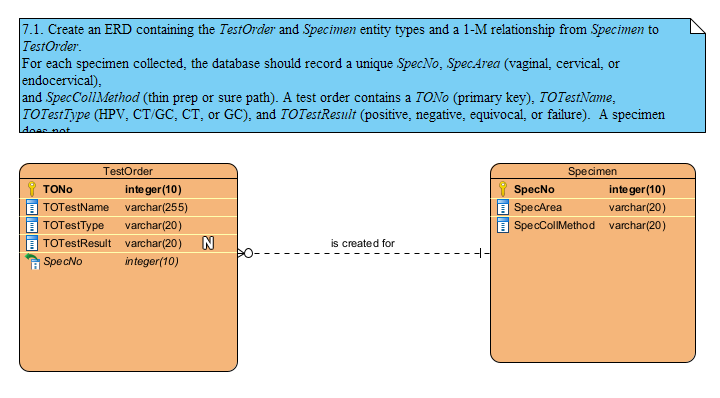 7.1. Create an ERD containing the TestOrder and Specimen entity types and a 1-M relationship from Specimen to
TestOrder.
For each specimen collected, the database should record a unique SpecNo, SpecArea (vaginal, cervical, or
endocervical),
and SpecCollMethod (thin prep or sure path). A test order contains a TONo (primary key), TOTestName,
TOTestType (HPV, CT/GC, CT, or GC), and TOTestResult (positive, negative, equivocal, or failure).  A specimen
does not
TestOrder
TONo integer(10)
TOTestName varchar(255)
TOTestType varchar(20)
TOTestResult varchar(20) N
SpecNo integer(10)
is created for
Specimen
SpecNo integer(10)
SpecArea varchar(20)
SpecCollMethod varchar(20)